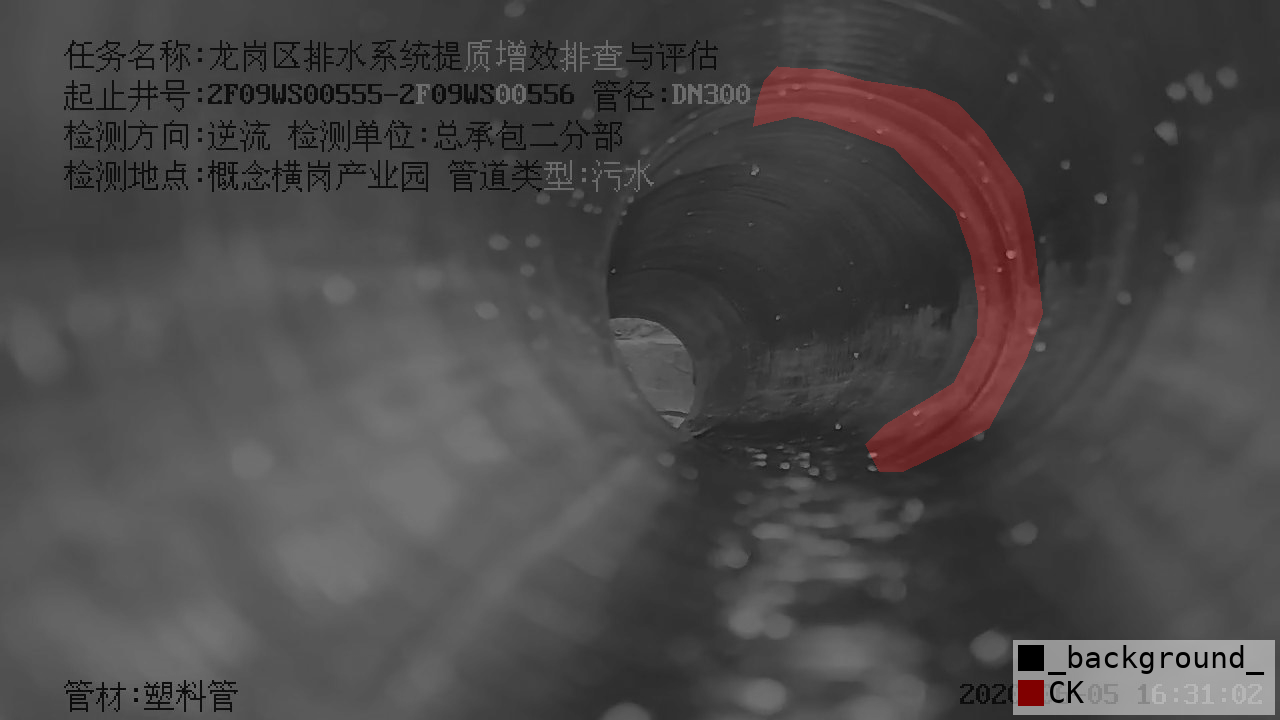 任务名称:龙岗区排水系统提质增效排查与评估
起止井号:2F09WS00555-2F09WS00556 管径:DN300
检测方向:逆流 检测单位:总承包二分部
检测地点:概念横岗产业园 管道类型:污水
_background_
管材:塑料管
CK
16:31:02